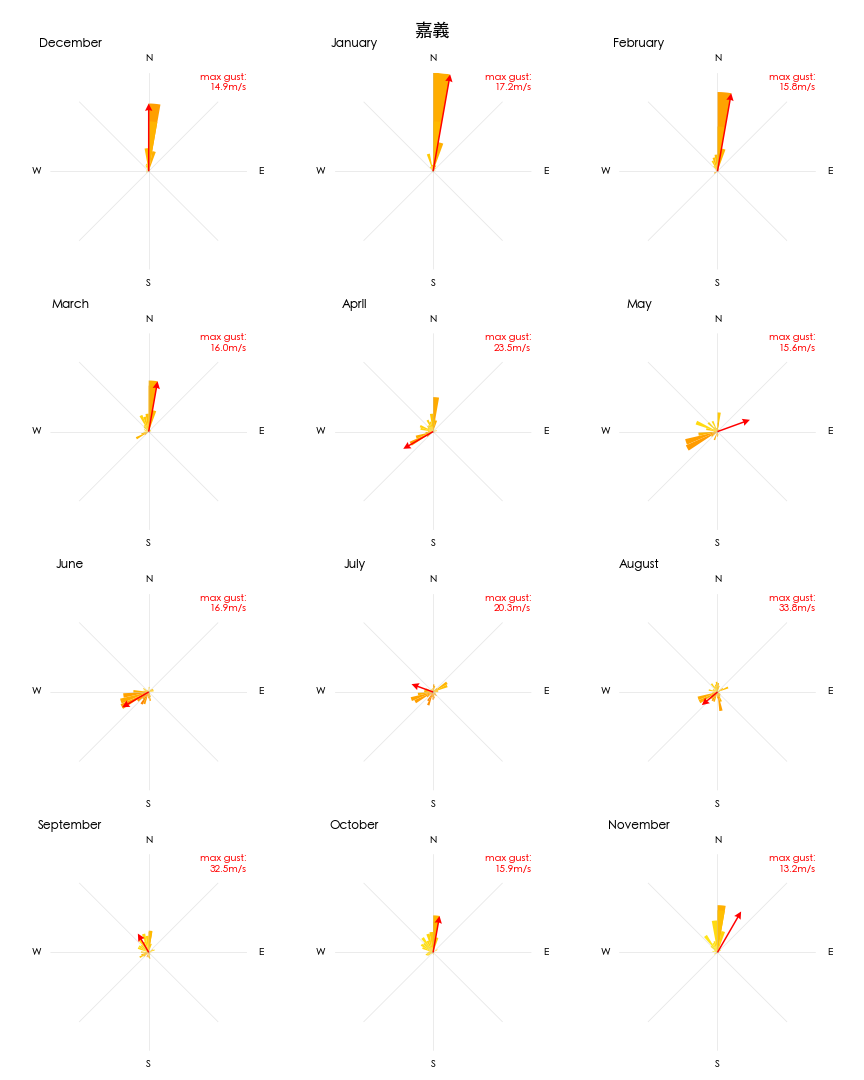 嘉義
December
January
February
N
N
N
max gust:
14.9m/s
max gust:
17.2m/s
max gust:
15.8m/s
W
E
W
E
W
E
S
S
S
March
April
May
N
N
N
max gust:
16.0m/s
max gust:
23.5m/s
max gust:
15.6m/s
W
E
W
E
W
E
S
S
S
June
July
August
N
N
N
max gust:
16.9m/s
max gust:
20.3m/s
max gust:
33.8m/s
W
E
W
E
W
E
S
S
S
September
October
November
N
N
N
max gust:
32.5m/s
max gust:
15.9m/s
max gust:
13.2m/s
W
E
W
E
W
E
S
S
S